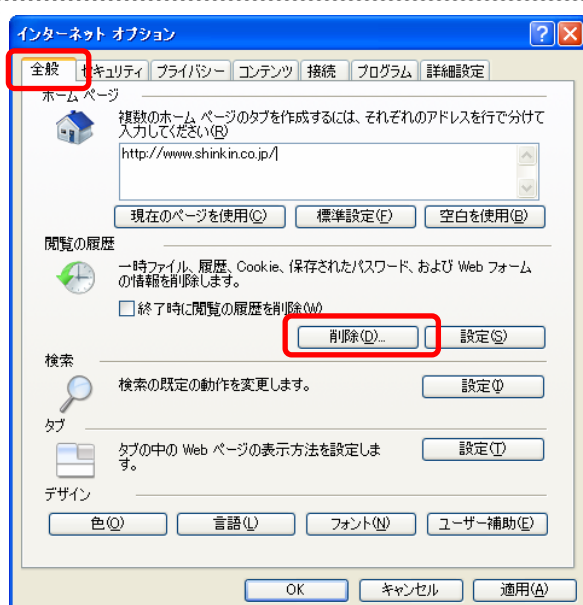 インターネット オプション
全般 セキュリティ プライバシー コンテンツ 接続 プログラム 詳細設定
ホーム ページ
複数のホーム ページのタブを作成するには、それぞれのアドレスを行で分けて
入力してください(R)
http://www.shinkin.co.jp/
現在のページを使用(C) 標準設定(F) 空白を使用(B)
閲覧の履歴
一時ファイル、履歴、Cookie、保存されたパスワード、および Web フォーム
の情報を削除します。
終了時に閲覧の履歴を削除(W)
削除(D)... 設定(S)
検索
検索の既定の動作を変更します。 設定(I)
タブ
タブの中の Web ページの表示方法を設定しま
す。
設定(T)
デザイン
色(O) 言語(L) フォント(N) ユーザー補助(E)
OK キャンセル 適用(A)